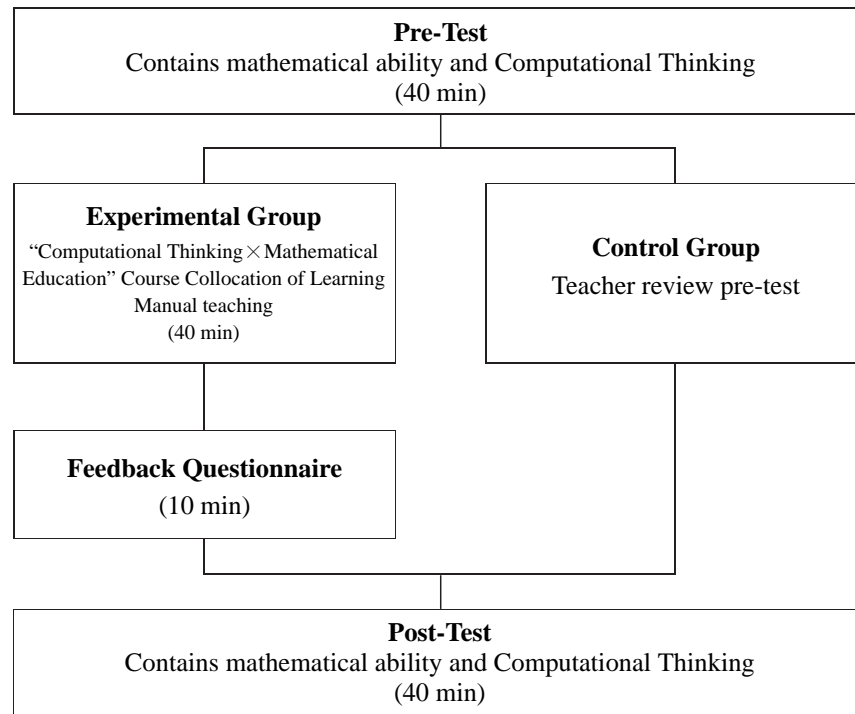 Pre-Test
Contains mathematical ability and Computational Thinking
(40 min)
Experimental Group
“Computational Thinking×Mathematical
Education” Course Collocation of Learning
Manual teaching
(40 min)
Control Group
Teacher review pre-test
Feedback Questionnaire
(10 min)
Post-Test
Contains mathematical ability and Computational Thinking
(40 min)